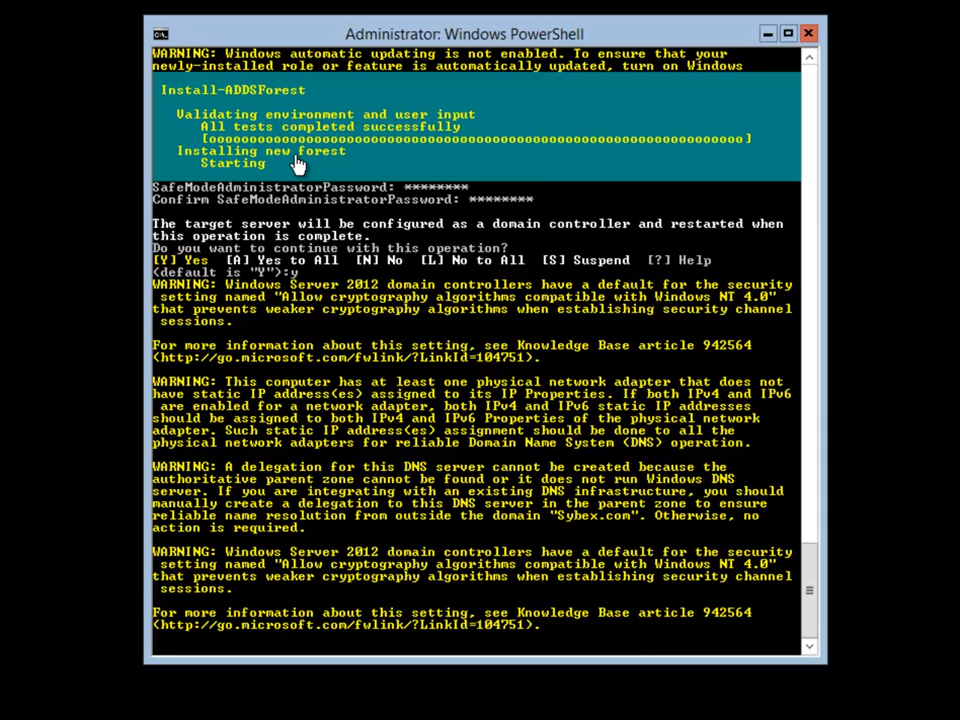 Administrator: Windows PowerShell
WARNING: Windows automatic updating is not enabled. To ensure that your
newly-installed role or feature is automatically updated, turn on Windows
Install-ADDSForest
Validating environment and user input
All tests completed successfully
[ooooooooooooooooooooooooooooooooooooooooooooooooooooooooooooooooooo]
Installing new forest
Starting
SafeModeAdministratorPassword: ********
Confirm SafeModeAdministratorPassword: ********
The target server will be configured as a domain controller and restarted when
this operation is complete.
Do you want to continue with this operation?
[Y] Yes  [A] Yes to All  [N] No  [L] No to All  [S] Suspend  [?] Help
(default is "Y"):y
WARNING: Windows Server 2012 domain controllers have a default for the security
setting named "Allow cryptography algorithms compatible with Windows NT 4.0"
that prevents weaker cryptography algorithms when establishing security channel
sessions.
For more information about this setting, see Knowledge Base article 942564
(http://go.microsoft.com/fwlink/?LinkId=104751).
WARNING: This computer has at least one physical network adapter that does not
have static IP address(es) assigned to its IP Properties. If both IPv4 and IPv6
are enabled for a network adapter, both IPv4 and IPv6 static IP addresses
should be assigned to both IPv4 and IPv6 Properties of the physical network
adapter. Such static IP address(es) assignment should be done to all the
physical network adapters for reliable Domain Name System (DNS) operation.
WARNING: A delegation for this DNS server cannot be created because the
authoritative parent zone cannot be found or it does not run Windows DNS
server. If you are integrating with an existing DNS infrastructure, you should
manually create a delegation to this DNS server in the parent zone to ensure
reliable name resolution from outside the domain "Sybex.com". Otherwise, no
action is required.
WARNING: Windows Server 2012 domain controllers have a default for the security
setting named "Allow cryptography algorithms compatible with Windows NT 4.0"
that prevents weaker cryptography algorithms when establishing security channel
sessions.
For more information about this setting, see Knowledge Base article 942564
(http://go.microsoft.com/fwlink/?LinkId=104751).